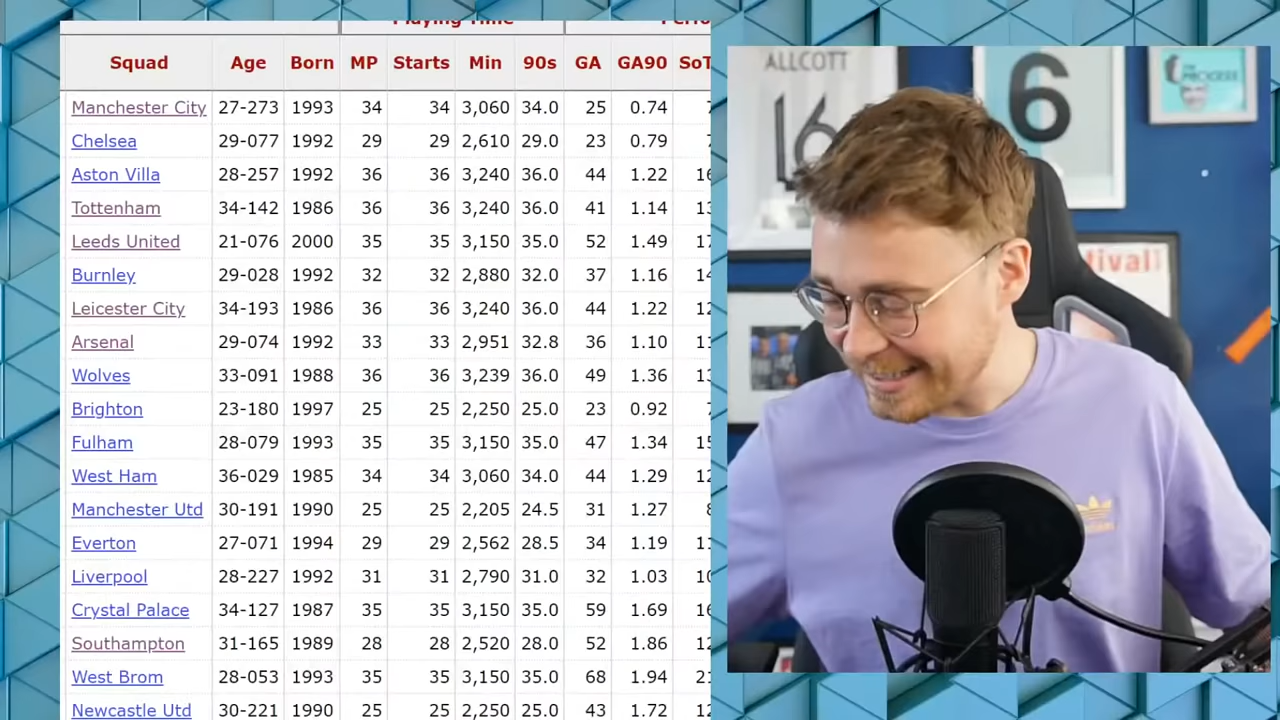 Playing Time
Squad Age Born MP Starts Min 90s GA GA90 SoT
Manchester City 27-273 1993 34 34 3,060 34.0 25 0.74
Chelsea 29-077 1992 29 29 2,610 29.0 23 0.79
Aston Villa 28-257 1992 36 36 3,240 36.0 44 1.22
Tottenham 34-142 1986 36 36 3,240 36.0 41 1.14
Leeds United 21-076 2000 35 35 3,150 35.0 52 1.49
Burnley 29-028 1992 32 32 2,880 32.0 37 1.16
Leicester City 34-193 1986 36 36 3,240 36.0 44 1.22
Arsenal 29-074 1992 33 33 2,951 32.8 36 1.10
Wolves 33-091 1988 36 36 3,239 36.0 49 1.36
Brighton 23-180 1997 25 25 2,250 25.0 23 0.92
Fulham 28-079 1993 35 35 3,150 35.0 47 1.34
West Ham 36-029 1985 34 34 3,060 34.0 44 1.29
Manchester Utd 30-191 1990 25 25 2,205 24.5 31 1.27
Everton 27-071 1994 29 29 2,562 28.5 34 1.19
Liverpool 28-227 1992 31 31 2,790 31.0 32 1.03
Crystal Palace 34-127 1987 35 35 3,150 35.0 59 1.69
Southampton 31-165 1989 28 28 2,520 28.0 52 1.86
West Brom 28-053 1993 35 35 3,150 35.0 68 1.94
Newcastle Utd 30-221 1990 25 25 2,250 25.0 43 1.72
ALLCOTT
16
6
tival